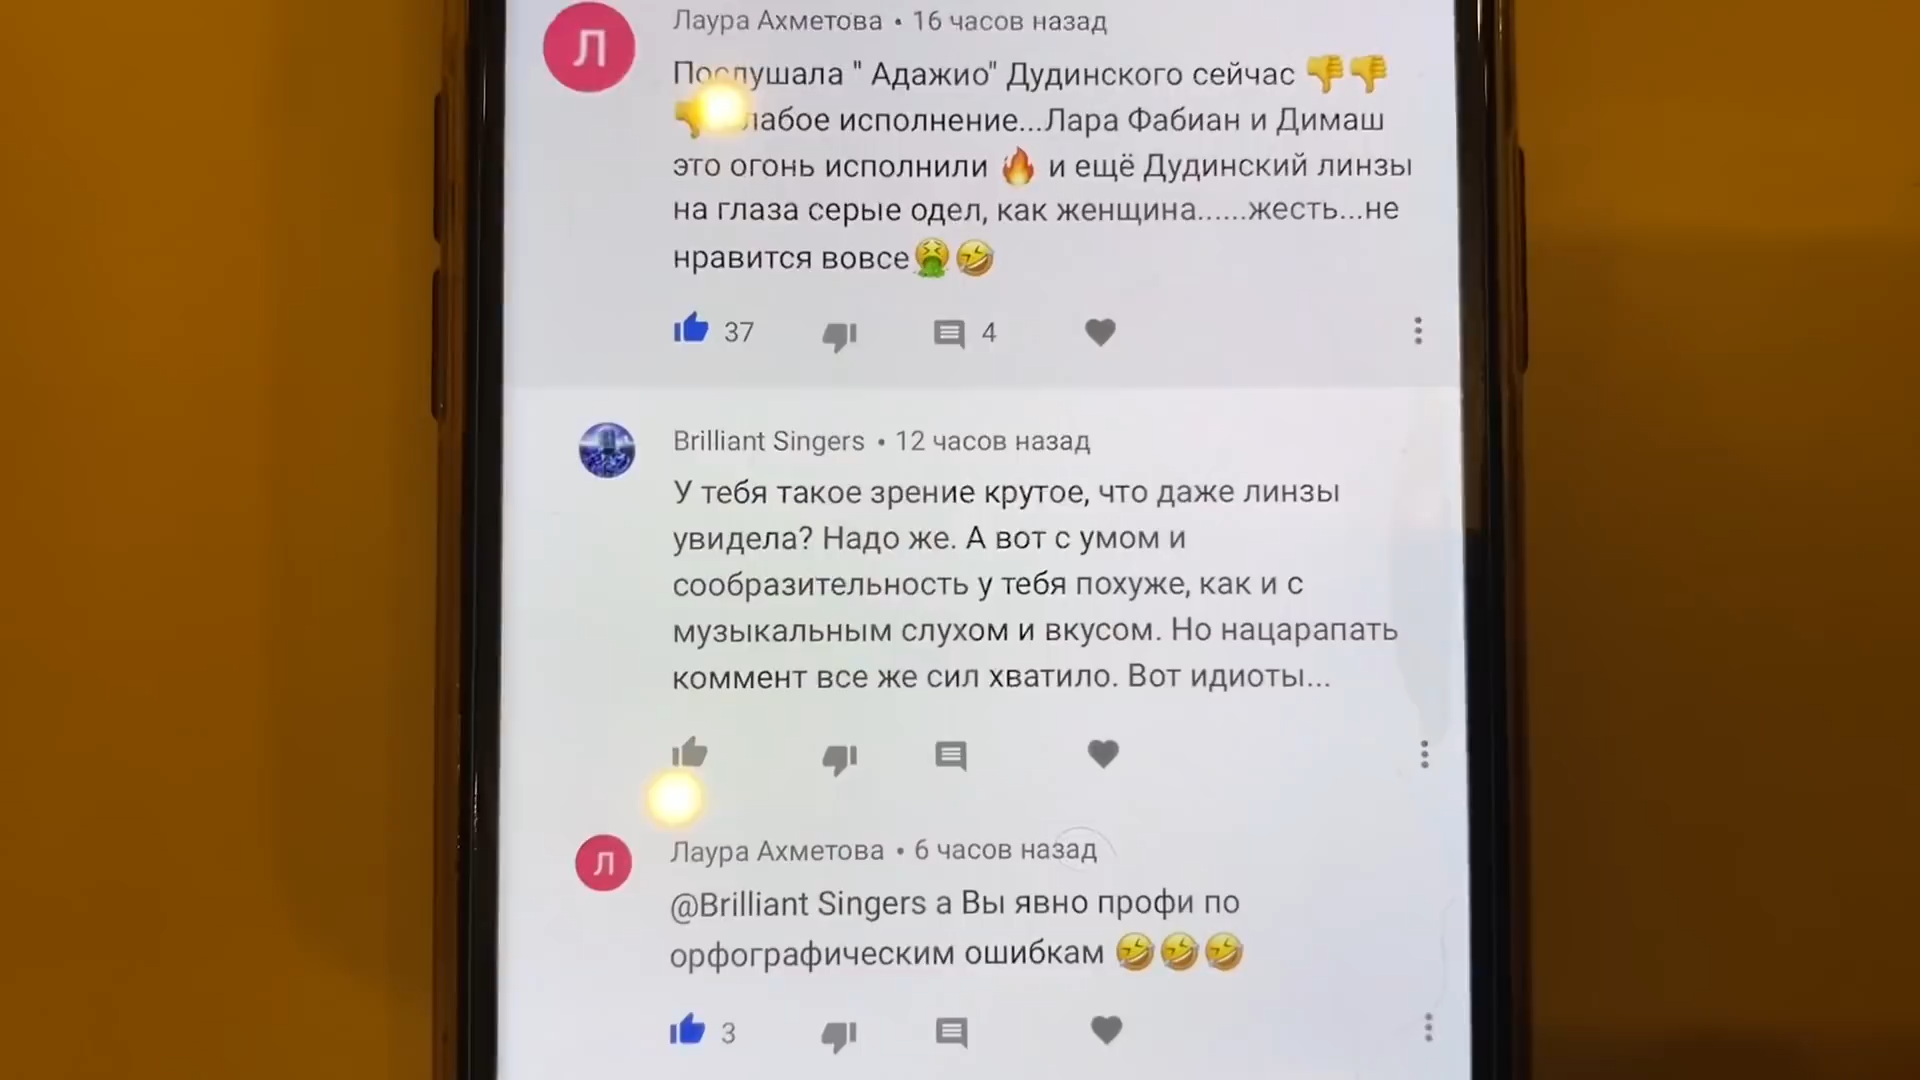 Л
Лаура Ахметова • 16 часов назад
Послушала " Адажио" Дудинского сейчас 👎👎
👎 исполнение...Лара Фабиан и Димаш
это огонь исполнили 🔥 и ещё Дудинский линзы
на глаза серые одел, как женщина......жесть...не
нравится вовсе🤮🤣
37
4
Brilliant Singers • 12 часов назад
У тебя такое зрение крутое, что даже линзы
увидела? Надо же. А вот с умом и
сообразительность у тебя похуже, как и с
музыкальным слухом и вкусом. Но нацарапать
коммент все же сил хватило. Вот идиоты...
Л
Лаура Ахметова • 6 часов назад
@Brilliant Singers а Вы явно профи по
орфографическим ошибкам 🤣🤣🤣
3